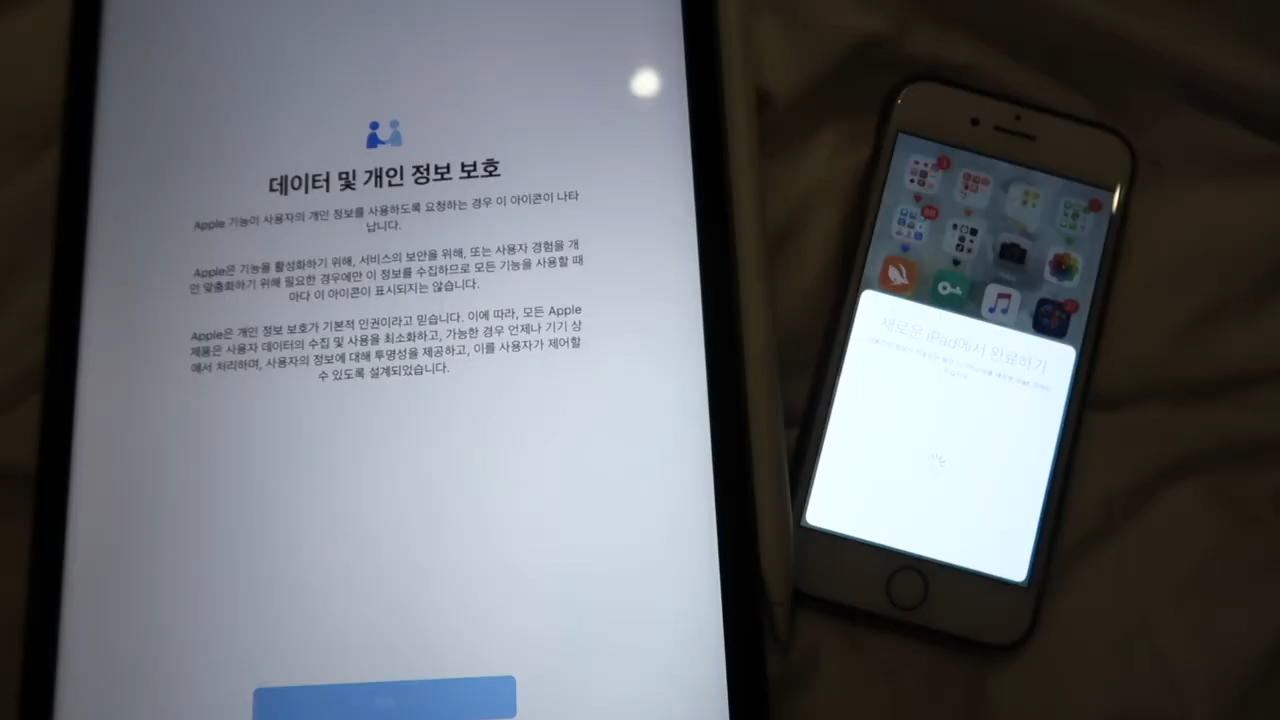 데이터 및 개인 정보 보호
Apple 기능이 사용자의 개인 정보를 사용하도록 요청하는 경우 이 아이콘이 나타
납니다.
Apple은 기능을 활성화하기 위해, 서비스의 보안을 위해, 또는 사용자 경험을 개
인 맞춤화하기 위해 필요한 경우에만 이 정보를 수집하므로 모든 기능을 사용할 때
마다 이 아이콘이 표시되지는 않습니다.
Apple은 개인 정보 보호가 기본적 인권이라고 믿습니다. 이에 따라, 모든 Apple
제품은 사용자 데이터의 수집 및 사용을 최소화하고, 가능한 경우 언제나 기기 상
에서 처리하며, 사용자의 정보에 대해 투명성을 제공하고, 이를 사용자가 제어할
수 있도록 설계되었습니다.
새로운 iPad에서 완료하기